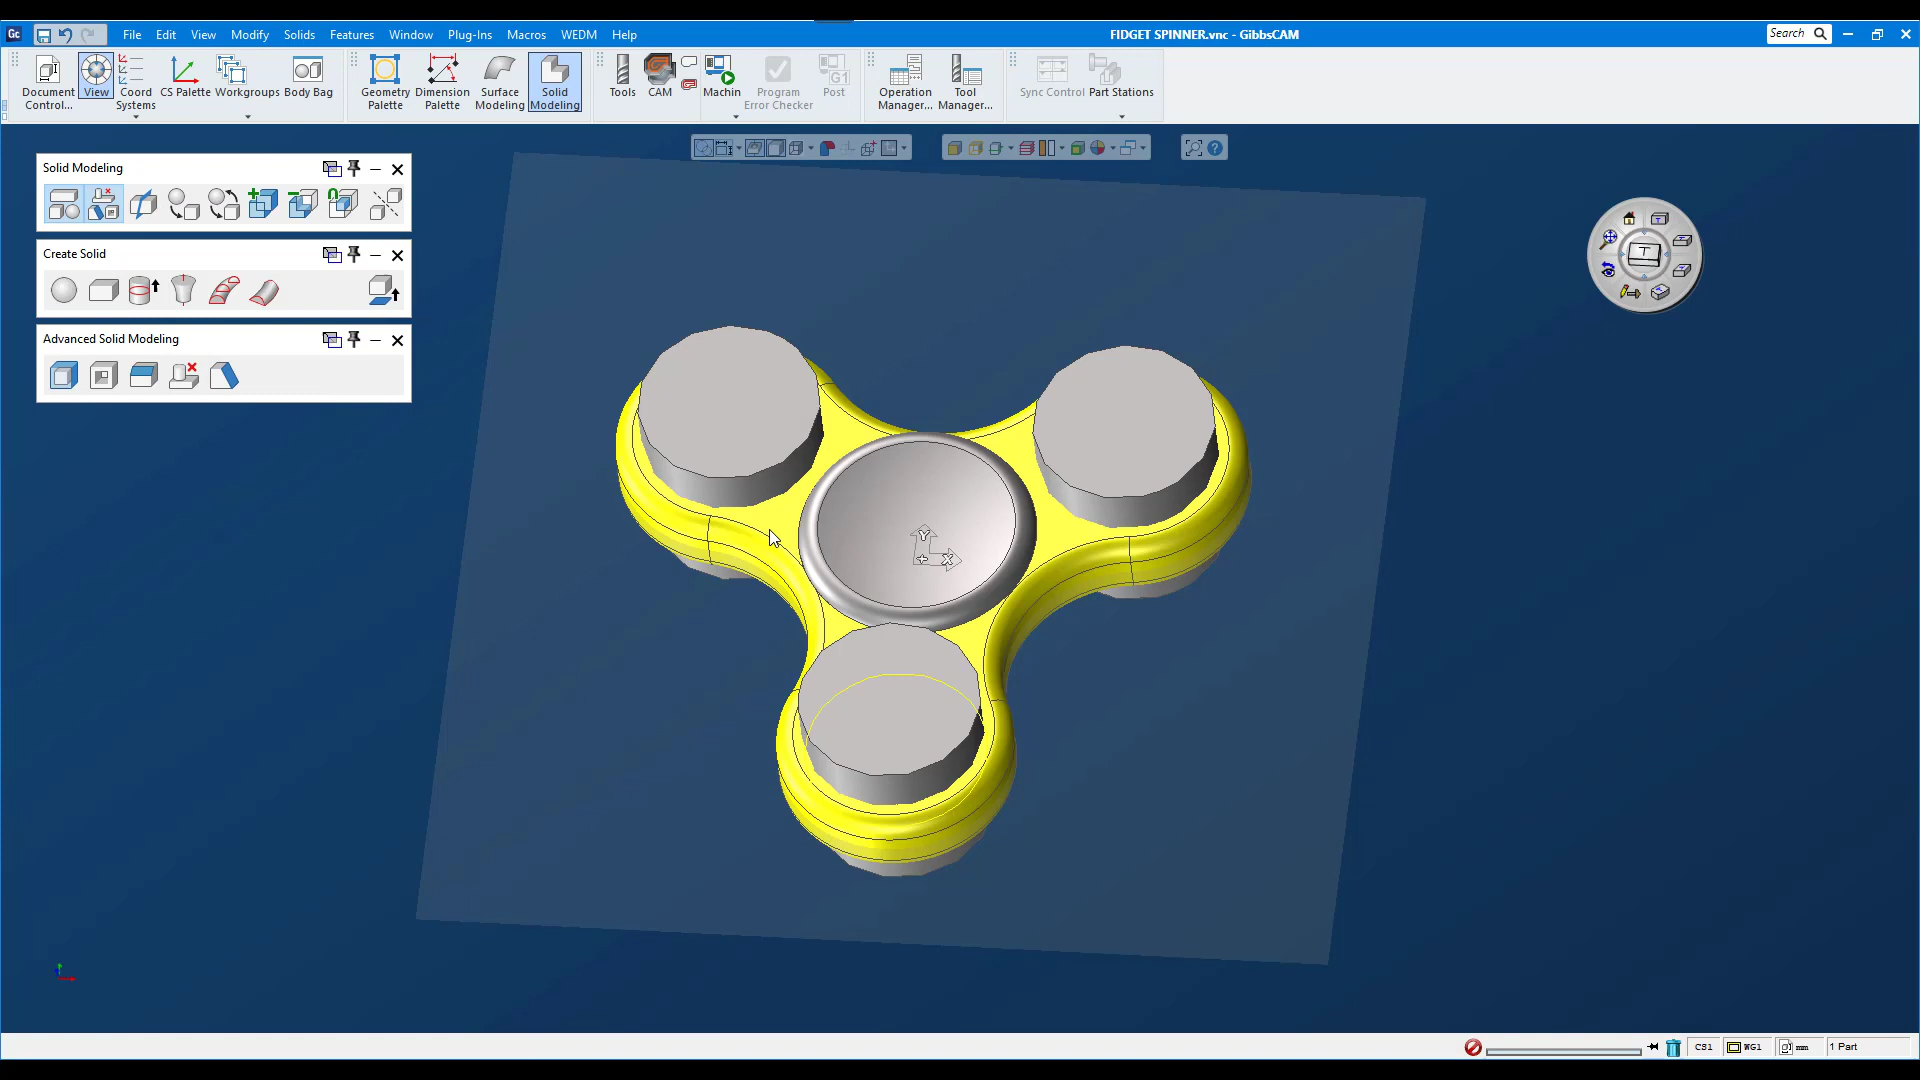 Gc File Edit View Modify Solids Features Window Plug-Ins Macros WEDM Help FIDGET SPINNER.vnc - GibbsCAM Search
Document Control...
View
Coord Systems
CS Palette
Workgroups
Body Bag
Geometry Palette
Dimension Palette
Surface Modeling
Solid Modeling
Tools
CAM
Machin
Program Error Checker
G1
Post
Operation Manager...
Tool Manager...
Sync Control
Part Stations
Solid Modeling
Create Solid
Advanced Solid Modeling
T
Y
X
CS1 WG1 mm 1 Part